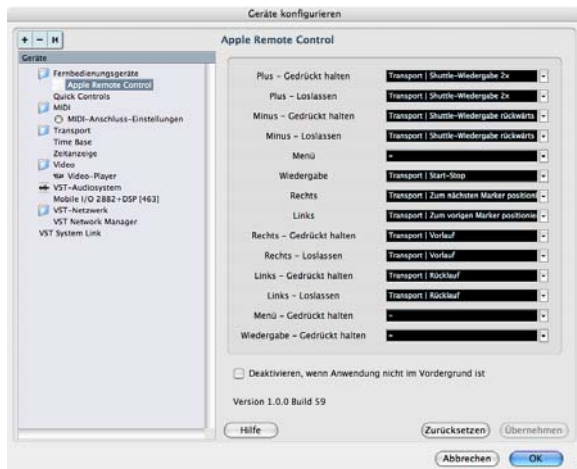 Geräte konfigurieren
Geräte
Fernbedienungsgeräte
Apple Remote Control
Quick Controls
MIDI
MIDI-Anschluss-Einstellungen
Transport
Time Base
Zeitanzeige
Video
Video-Player
VST-Audiosystem
Mobile I/O 2882+DSP [463]
VST-Netzwerk
VST Network Manager
VST System Link
Apple Remote Control
Plus – Gedrückt halten Transport | Shuttle-Wiedergabe 2x
Plus – Loslassen Transport | Shuttle-Wiedergabe 2x
Minus – Gedrückt halten Transport | Shuttle-Wiedergabe rückwärts
Minus – Loslassen Transport | Shuttle-Wiedergabe rückwärts
Menü –
Wiedergabe Transport | Start-Stop
Rechts Transport | Zum nächsten Marker position
Links Transport | Zum vorigen Marker positionie
Rechts – Gedrückt halten Transport | Vorlauf
Rechts – Loslassen Transport | Vorlauf
Links – Gedrückt halten Transport | Rücklauf
Links – Loslassen Transport | Rücklauf
Menü – Gedrückt halten –
Wiedergabe – Gedrückt halten –
Deaktivieren, wenn Anwendung nicht im Vordergrund ist
Version 1.0.0 Build 59
Hilfe Zurücksetzen Übernehmen
Abbrechen OK